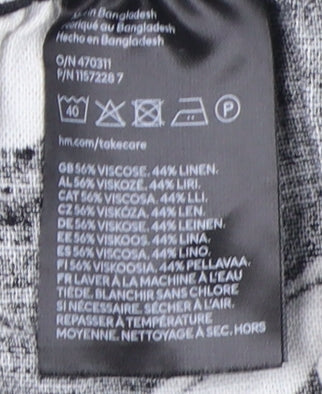 in Bangladesh
au Bangladesh
Hecho en Bangladesh
O/N 470311
P/N 1157228 7
40 P
hm.com/takecare
GB 56% VISCOSE, 44% LINEN.
AL 56% VISKOZË, 44% LIRI.
CAT 56% VISCOSA, 44% LLI.
CZ 56% VISKÓZA, 44% LEN.
DE 56% VISKOSE, 44% LEINEN.
EE 56% VISKOOS, 44% LINA.
ES 56% VISCOSA, 44% LINO.
FI 56% VISKOOSIA, 44% PELLAVAA.
FR LAVER À LA MACHINE À L'EAU
TIÈDE. BLANCHIR SANS CHLORE
SI NÉCESSAIRE. SÉCHER À L'AIR.
REPASSER À TEMPÉRATURE
MOYENNE. NETTOYAGE À SEC. HORS